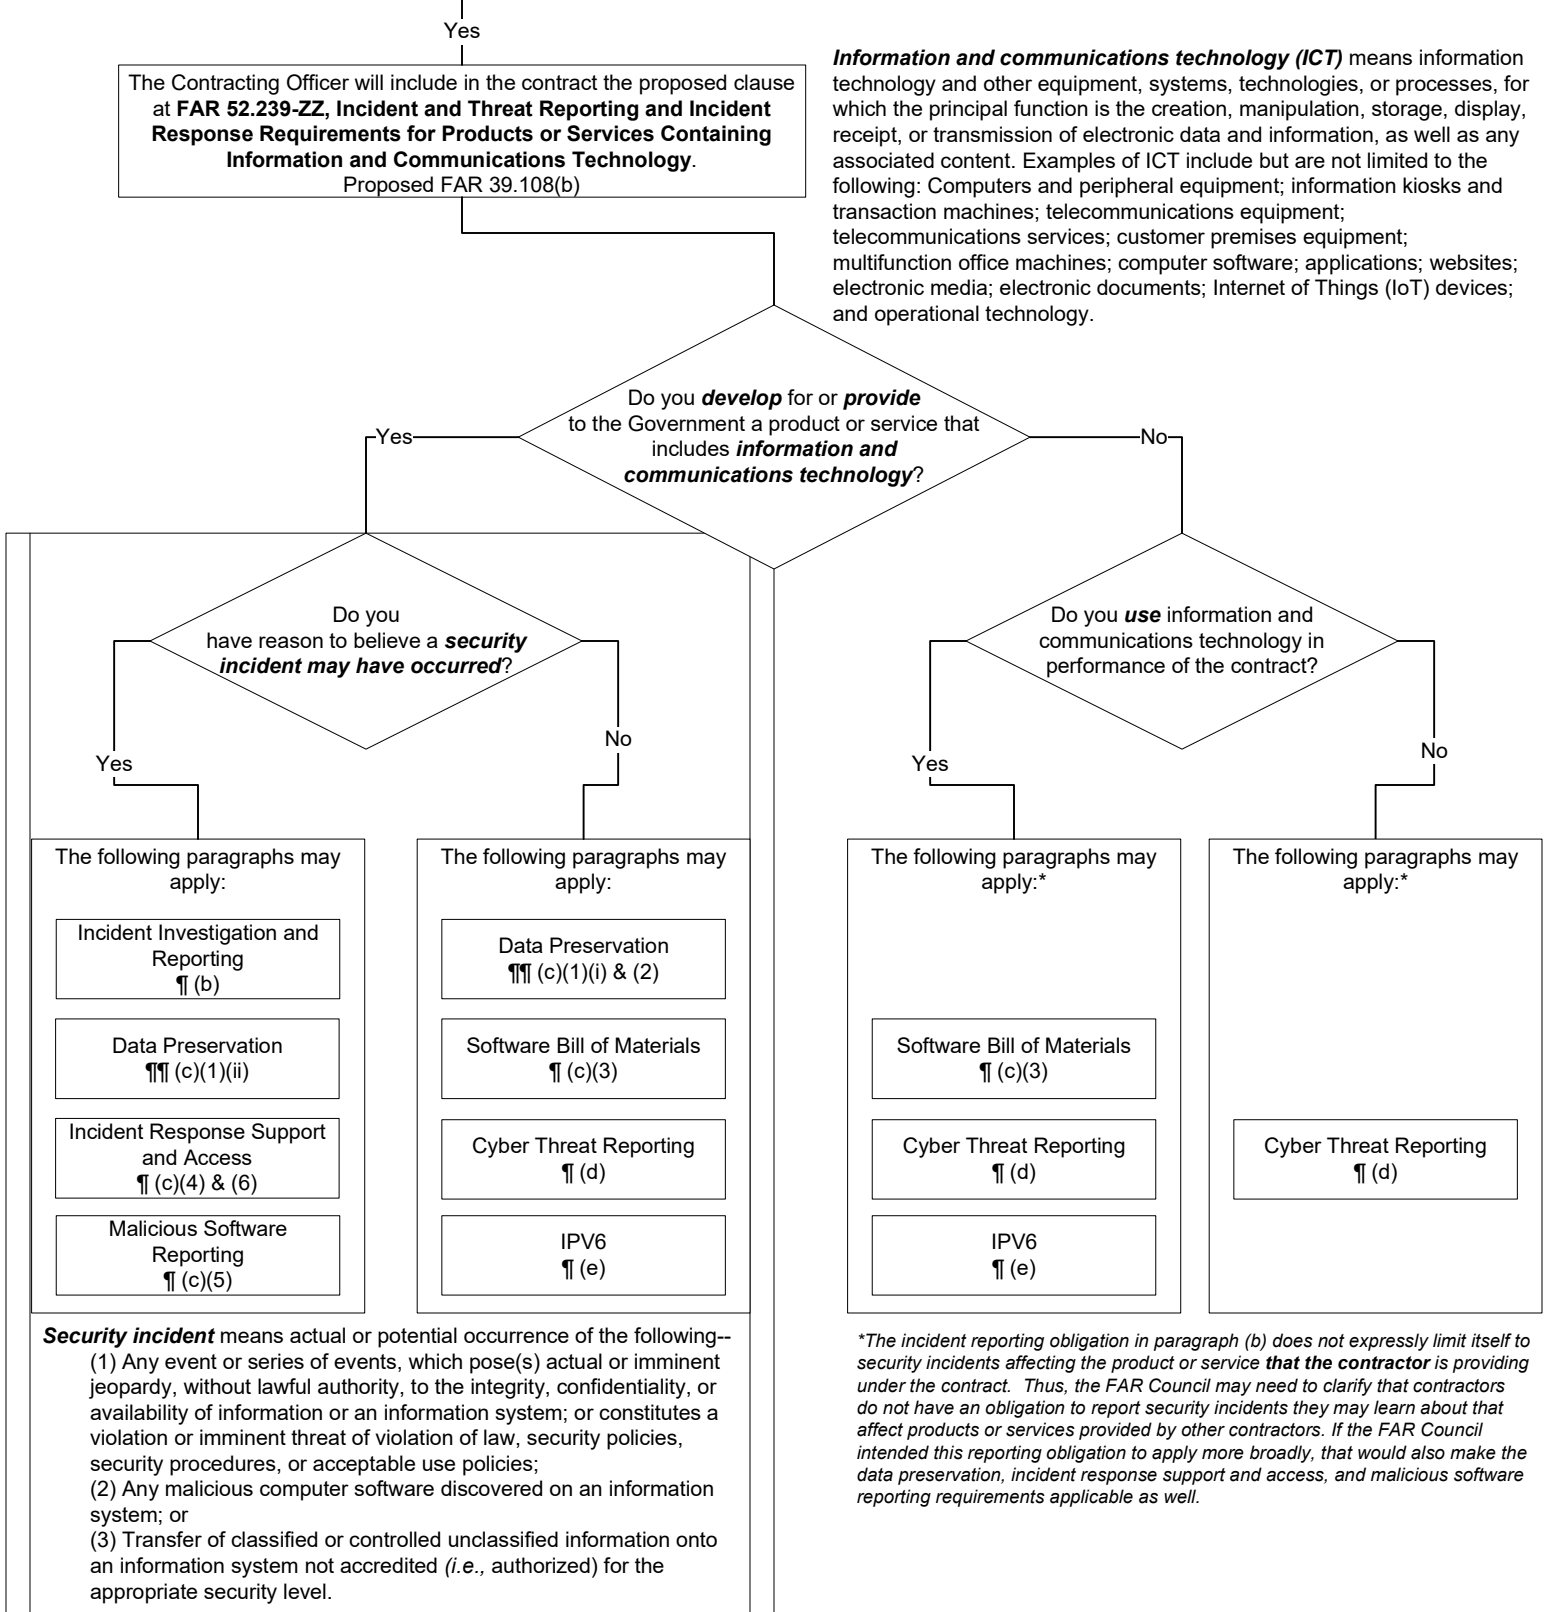 Yes
The Contracting Officer will include in the contract the proposed clause
at FAR 52.239-ZZ, Incident and Threat Reporting and Incident
Response Requirements for Products or Services Containing
Information and Communications Technology.
Proposed FAR 39.108(b)
Information and communications technology (ICT) means information
technology and other equipment, systems, technologies, or processes, for
which the principal function is the creation, manipulation, storage, display,
receipt, or transmission of electronic data and information, as well as any
associated content. Examples of ICT include but are not limited to the
following: Computers and peripheral equipment; information kiosks and
transaction machines; telecommunications equipment;
telecommunications services; customer premises equipment;
multifunction office machines; computer software; applications; websites;
electronic media; electronic documents; Internet of Things (IoT) devices;
and operational technology.
Do you develop for or provide
to the Government a product or service that
includes information and
communications technology?
Yes
No
Do you
have reason to believe a security
incident may have occurred?
Yes
No
Do you use information and
communications technology in
performance of the contract?
Yes
No
The following paragraphs may
apply:
Incident Investigation and
Reporting
¶ (b)
Data Preservation
¶¶ (c)(1)(ii)
Incident Response Support
and Access
¶ (c)(4) & (6)
Malicious Software
Reporting
¶ (c)(5)
The following paragraphs may
apply:
Data Preservation
¶¶ (c)(1)(i) & (2)
Software Bill of Materials
¶ (c)(3)
Cyber Threat Reporting
¶ (d)
IPV6
¶ (e)
The following paragraphs may
apply:*
Software Bill of Materials
¶ (c)(3)
Cyber Threat Reporting
¶ (d)
IPV6
¶ (e)
The following paragraphs may
apply:*
Cyber Threat Reporting
¶ (d)
Security incident means actual or potential occurrence of the following--
(1) Any event or series of events, which pose(s) actual or imminent
jeopardy, without lawful authority, to the integrity, confidentiality, or
availability of information or an information system; or constitutes a
violation or imminent threat of violation of law, security policies,
security procedures, or acceptable use policies;
(2) Any malicious computer software discovered on an information
system; or
(3) Transfer of classified or controlled unclassified information onto
an information system not accredited (i.e., authorized) for the
appropriate security level.
*The incident reporting obligation in paragraph (b) does not expressly limit itself to
security incidents affecting the product or service that the contractor is providing
under the contract.  Thus, the FAR Council may need to clarify that contractors
do not have an obligation to report security incidents they may learn about that
affect products or services provided by other contractors. If the FAR Council
intended this reporting obligation to apply more broadly, that would also make the
data preservation, incident response support and access, and malicious software
reporting requirements applicable as well.